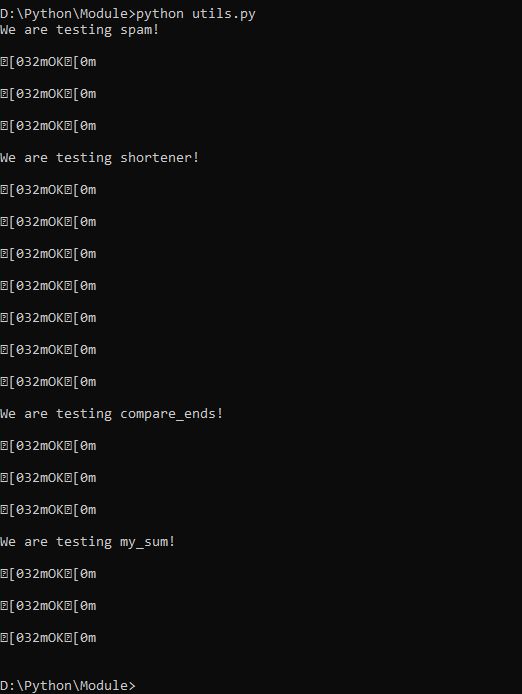 D:\Python\Module>python utils.py
We are testing spam!
[032mOK[0m
[032mOK[0m
[032mOK[0m
We are testing shortener!
[032mOK[0m
[032mOK[0m
[032mOK[0m
[032mOK[0m
[032mOK[0m
[032mOK[0m
[032mOK[0m
We are testing compare_ends!
[032mOK[0m
[032mOK[0m
[032mOK[0m
We are testing my_sum!
[032mOK[0m
[032mOK[0m
[032mOK[0m
D:\Python\Module>